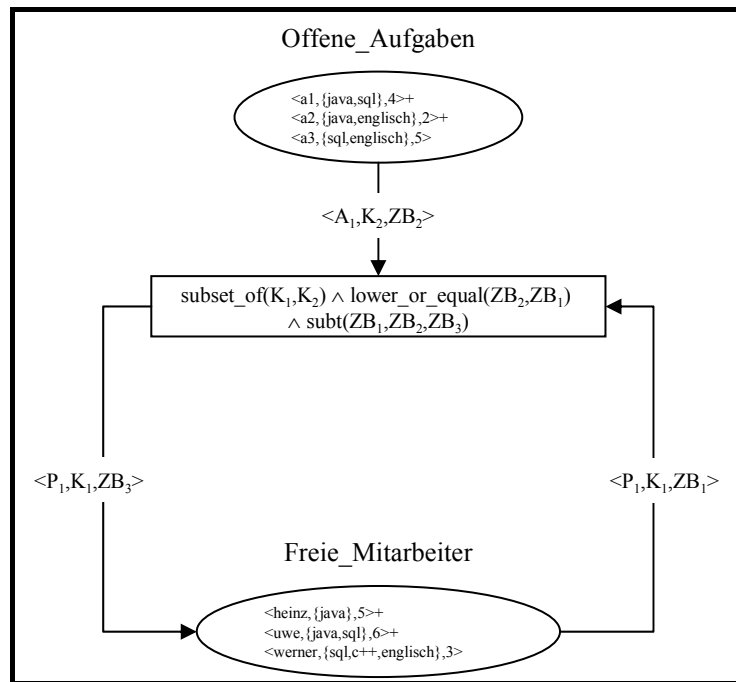 Offene_Aufgaben
<a1,{java,sql},4>+
<a2,{java,englisch},2>+
<a3,{sql,englisch},5>
<A₁,K₂,ZB₂>
subset_of(K₁,K₂) ∧ lower_or_equal(ZB₂,ZB₁)
∧ subt(ZB₁,ZB₂,ZB₃)
<P₁,K₁,ZB₃>
<P₁,K₁,ZB₁>
Freie_Mitarbeiter
<heinz,{java},5>+
<uwe,{java,sql},6>+
<werner,{sql,c++,englisch},3>